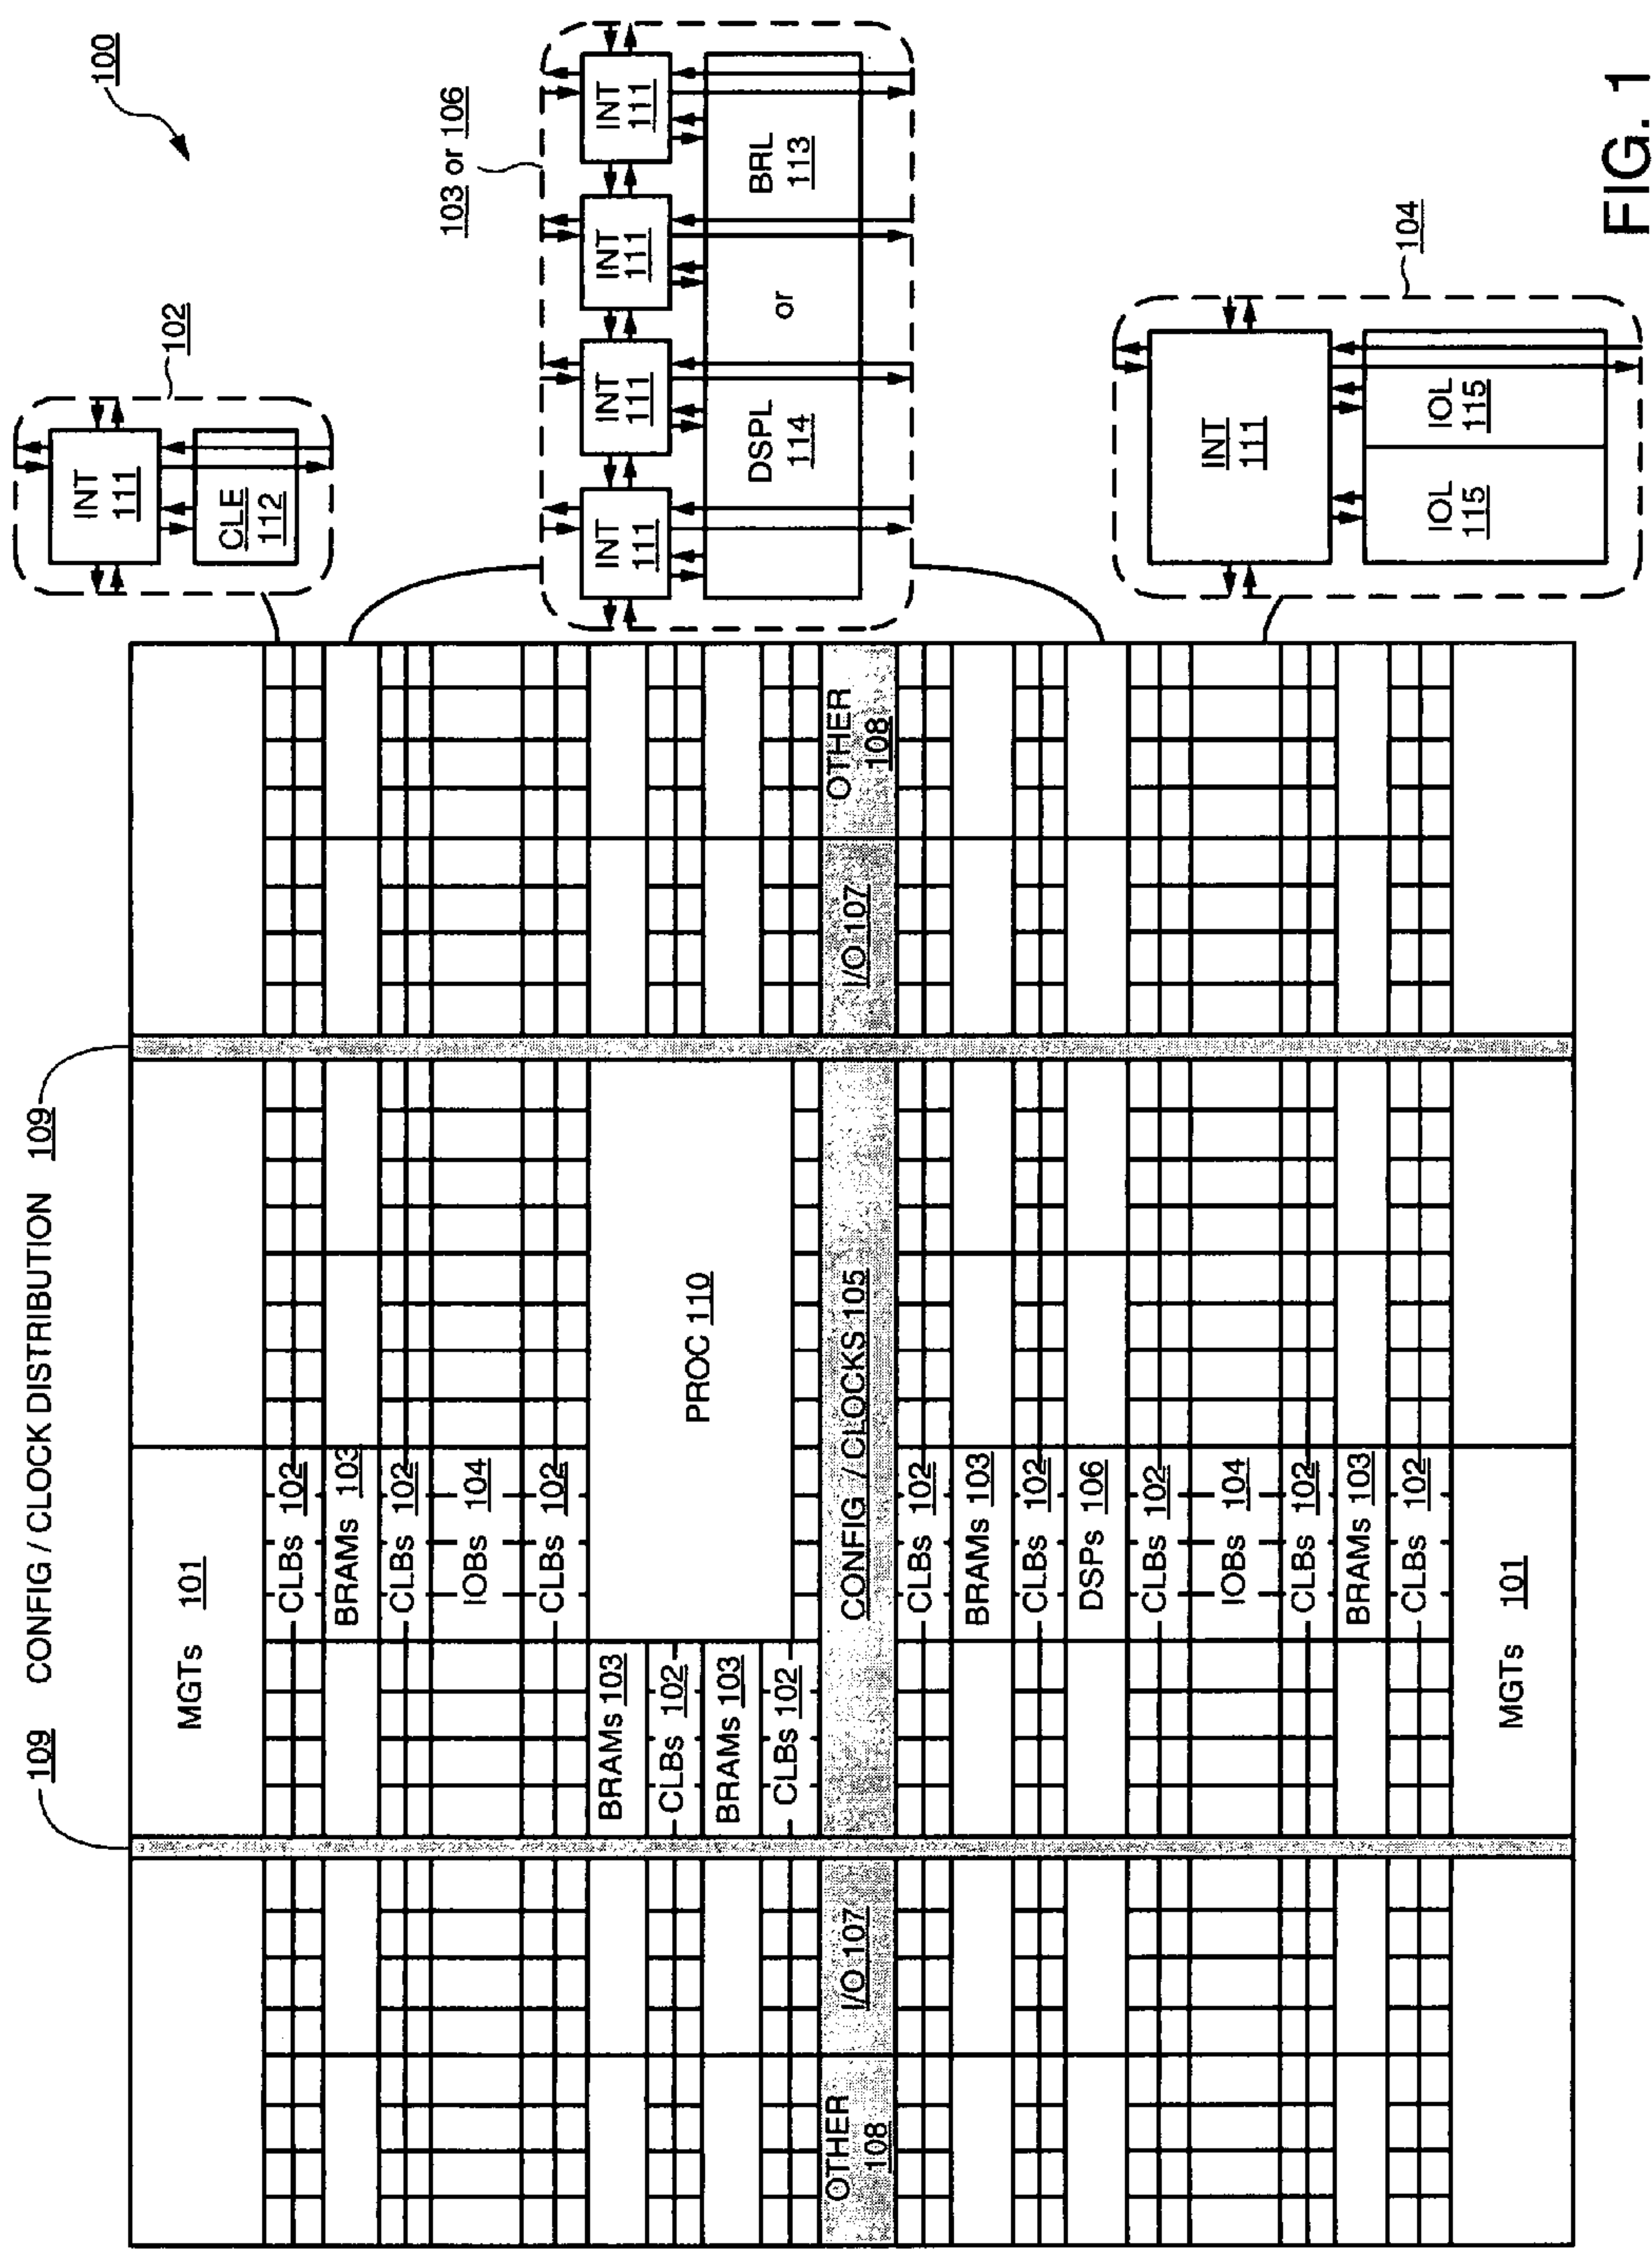 FIG. 1
100
102
INT
111
CLE
112
103 or 106
INT
111
INT
111
INT
111
INT
111
DSPL
114
or
BRL
113
104
INT
111
IOL
115
IOL
115
109
CONFIG / CLOCK DISTRIBUTION
109
MGTs 101
CLBs 102
BRAMs 103
CLBs 102
IOBs 104
CLBs 102
PROC 110
BRAMs 103
CLBs 102
BRAMs 103
CLBs 102
OTHER
108
I/O 107
CONFIG / CLOCKS 105
I/O 107
OTHER
108
CLBs 102
BRAMs 103
CLBs 102
DSPs 106
CLBs 102
IOBs 104
CLBs 102
BRAMs 103
CLBs 102
MGTs 101